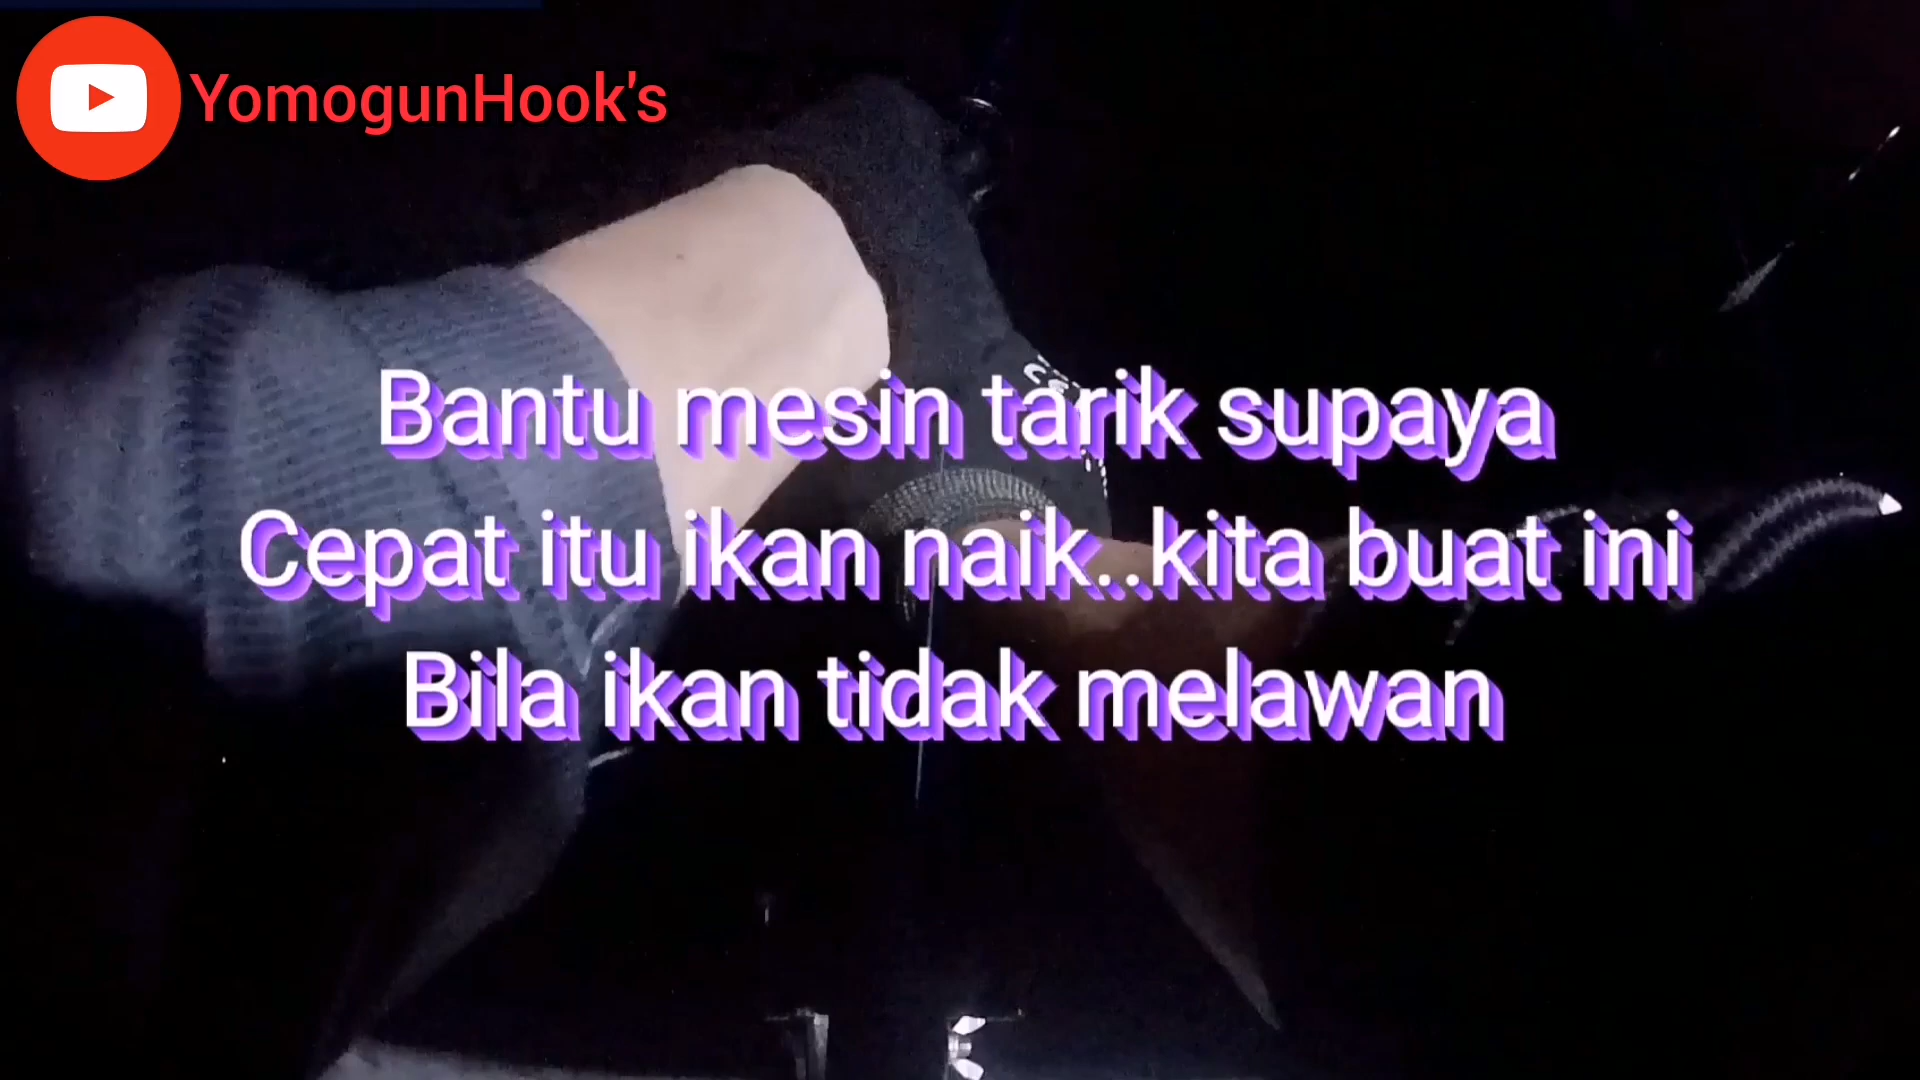 YomogunHook's
Bantu mesin tarik supaya
Cepat itu ikan naik..kita buat ini
Bila ikan tidak melawan